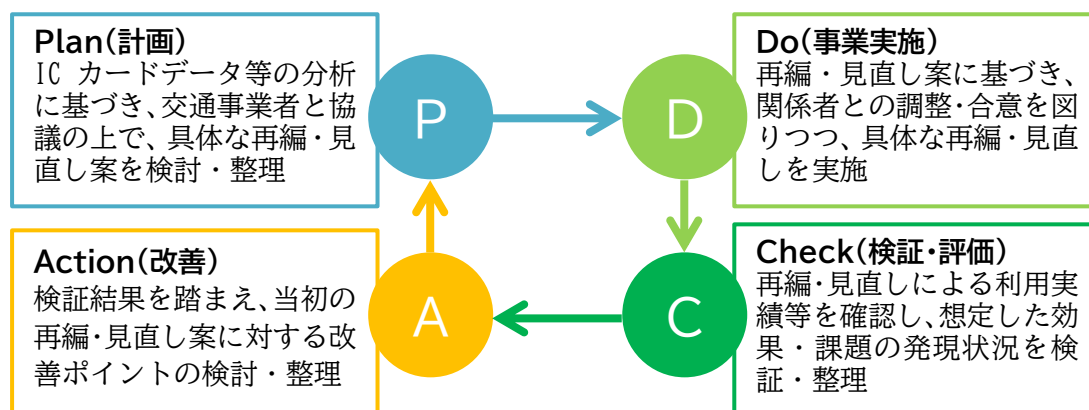 Plan(計画)
IC カードデータ等の分析
に基づき、交通事業者と協
議の上で、具体な再編・見
直し案を検討・整理
P
D
Do(事業実施)
再編・見直し案に基づき、
関係者との調整・合意を図
りつつ、具体な再編・見直
しを実施
Action(改善)
検証結果を踏まえ、当初の
再編・見直し案に対する改
善ポイントの検討・整理
A
C
Check(検証・評価)
再編・見直しによる利用実
績等を確認し、想定した効
果・課題の発現状況を検
証・整理